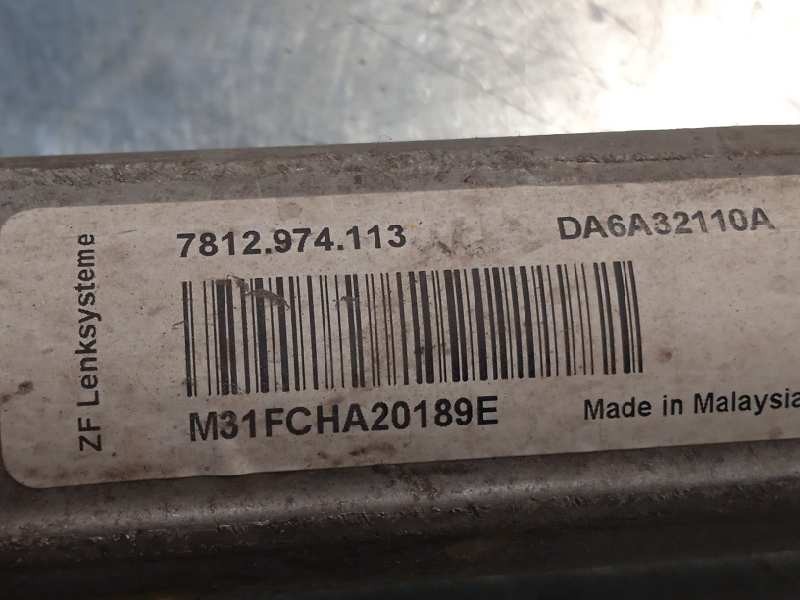 ZF Lenksysteme
7812.974.113
DA6A32110A
M31FCHA20189E
Made in Malaysia